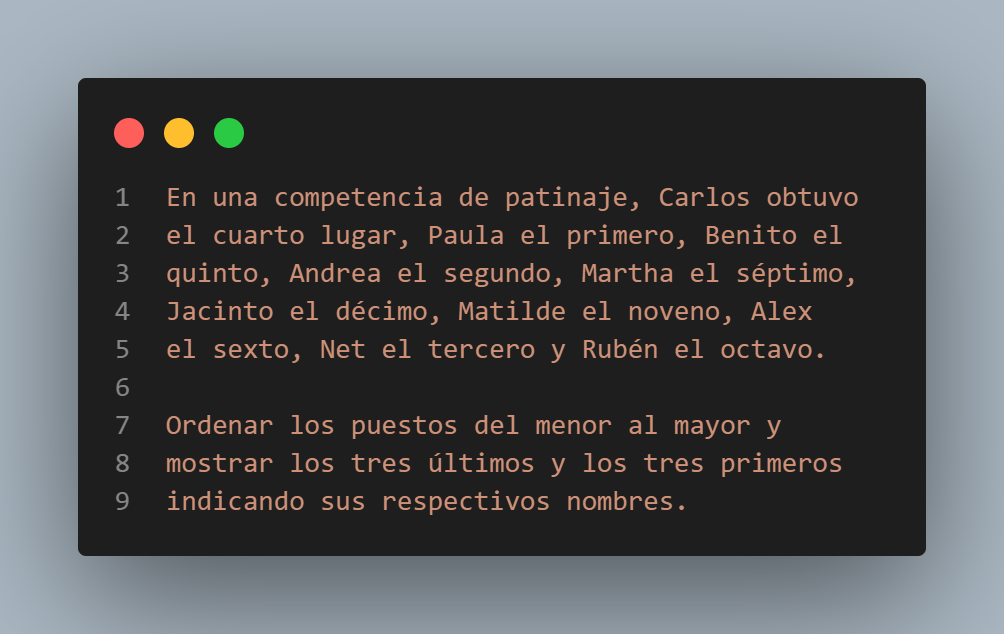 1 En una competencia de patinaje, Carlos obtuvo
2 el cuarto lugar, Paula el primero, Benito el
3 quinto, Andrea el segundo, Martha el séptimo,
4 Jacinto el décimo, Matilde el noveno, Alex
5 el sexto, Net el tercero y Rubén el octavo.
6
7 Ordenar los puestos del menor al mayor y
8 mostrar los tres últimos y los tres primeros
9 indicando sus respectivos nombres.